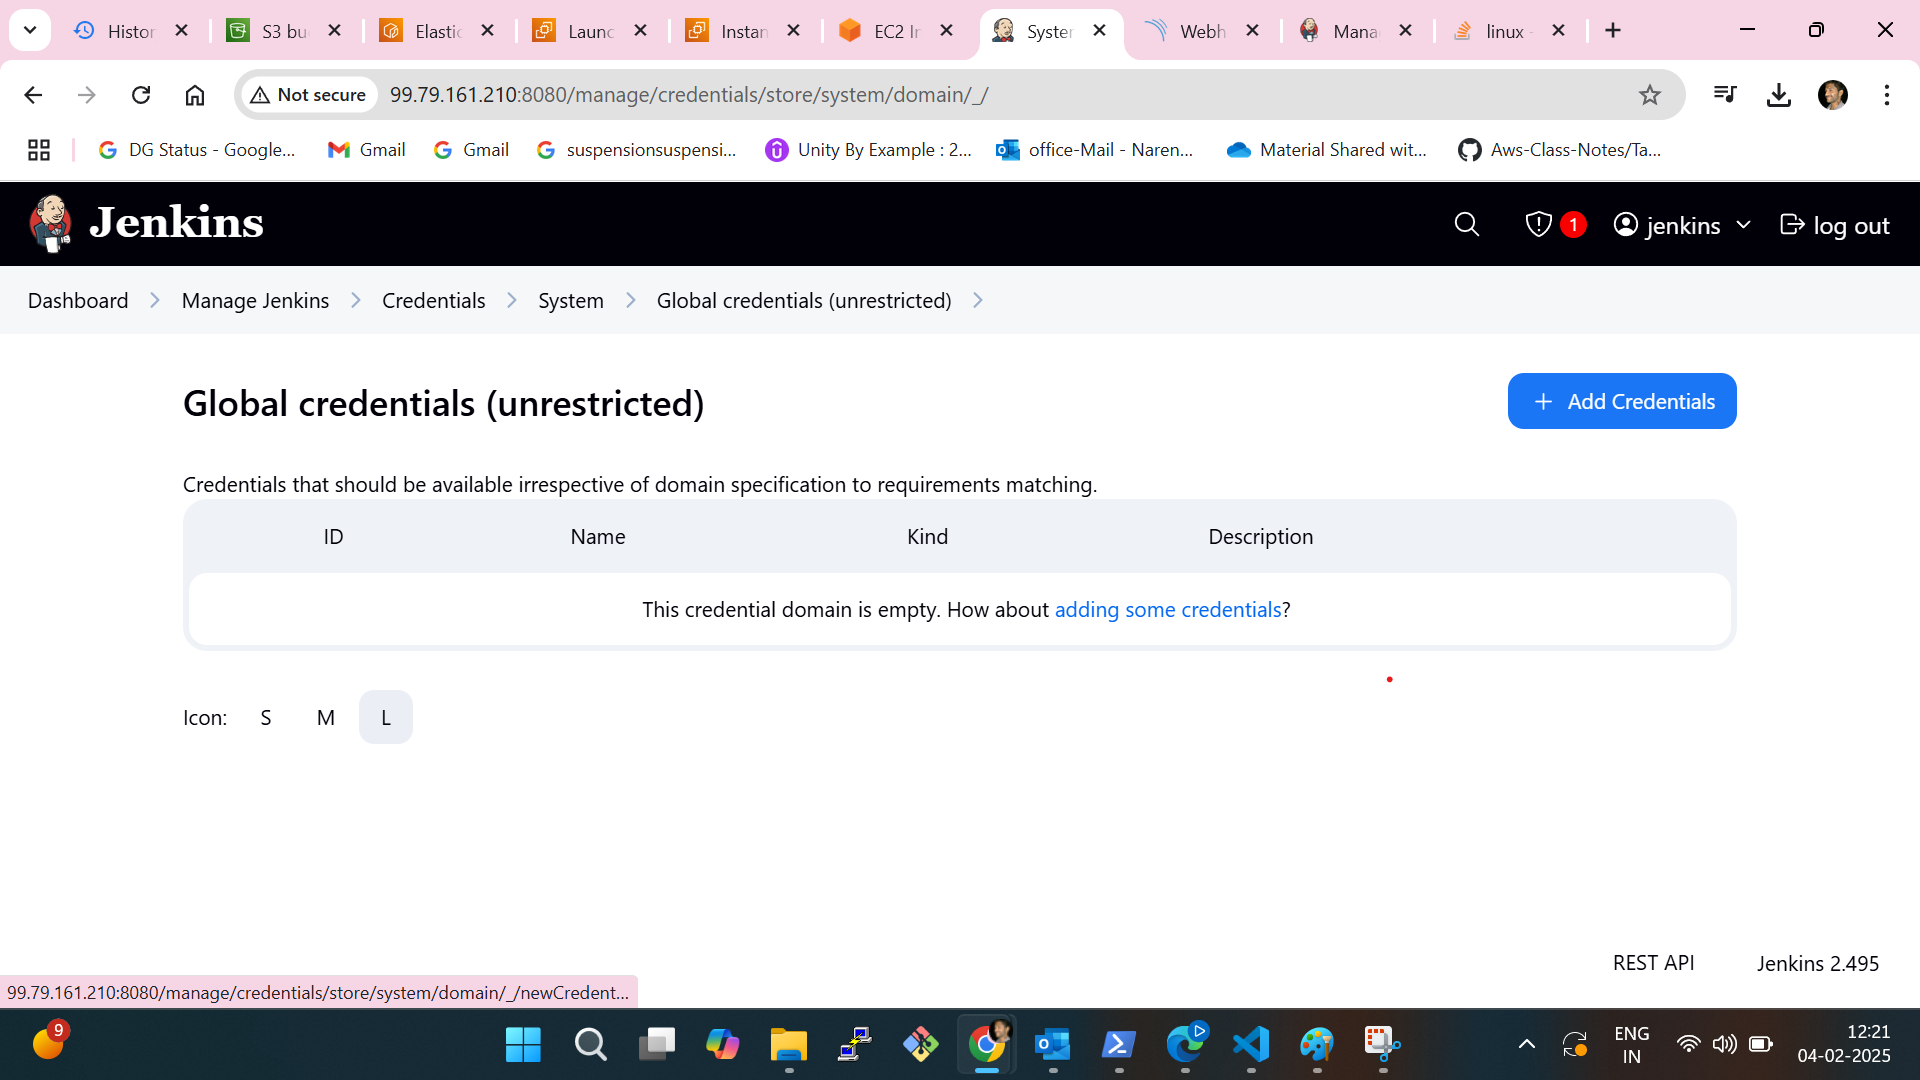 Histor
S3 bu
Elastic
Launc
Instan
EC2 In
System
Webh
Mana
linux -
Not secure
99.79.161.210:8080/manage/credentials/store/system/domain/_/
DG Status - Google...
Gmail
Gmail
suspensionsuspensi...
Unity By Example : 2...
office-Mail - Naren...
Material Shared wit...
Aws-Class-Notes/Ta...
Jenkins
1
jenkins
log out
Dashboard
Manage Jenkins
Credentials
System
Global credentials (unrestricted)
Global credentials (unrestricted)
+ Add Credentials
Credentials that should be available irrespective of domain specification to requirements matching.
ID
Name
Kind
Description
This credential domain is empty. How about adding some credentials?
Icon: S M L
REST API
Jenkins 2.495
99.79.161.210:8080/manage/credentials/store/system/domain/_/newCredent...
9
ENG
IN
12:21
04-02-2025